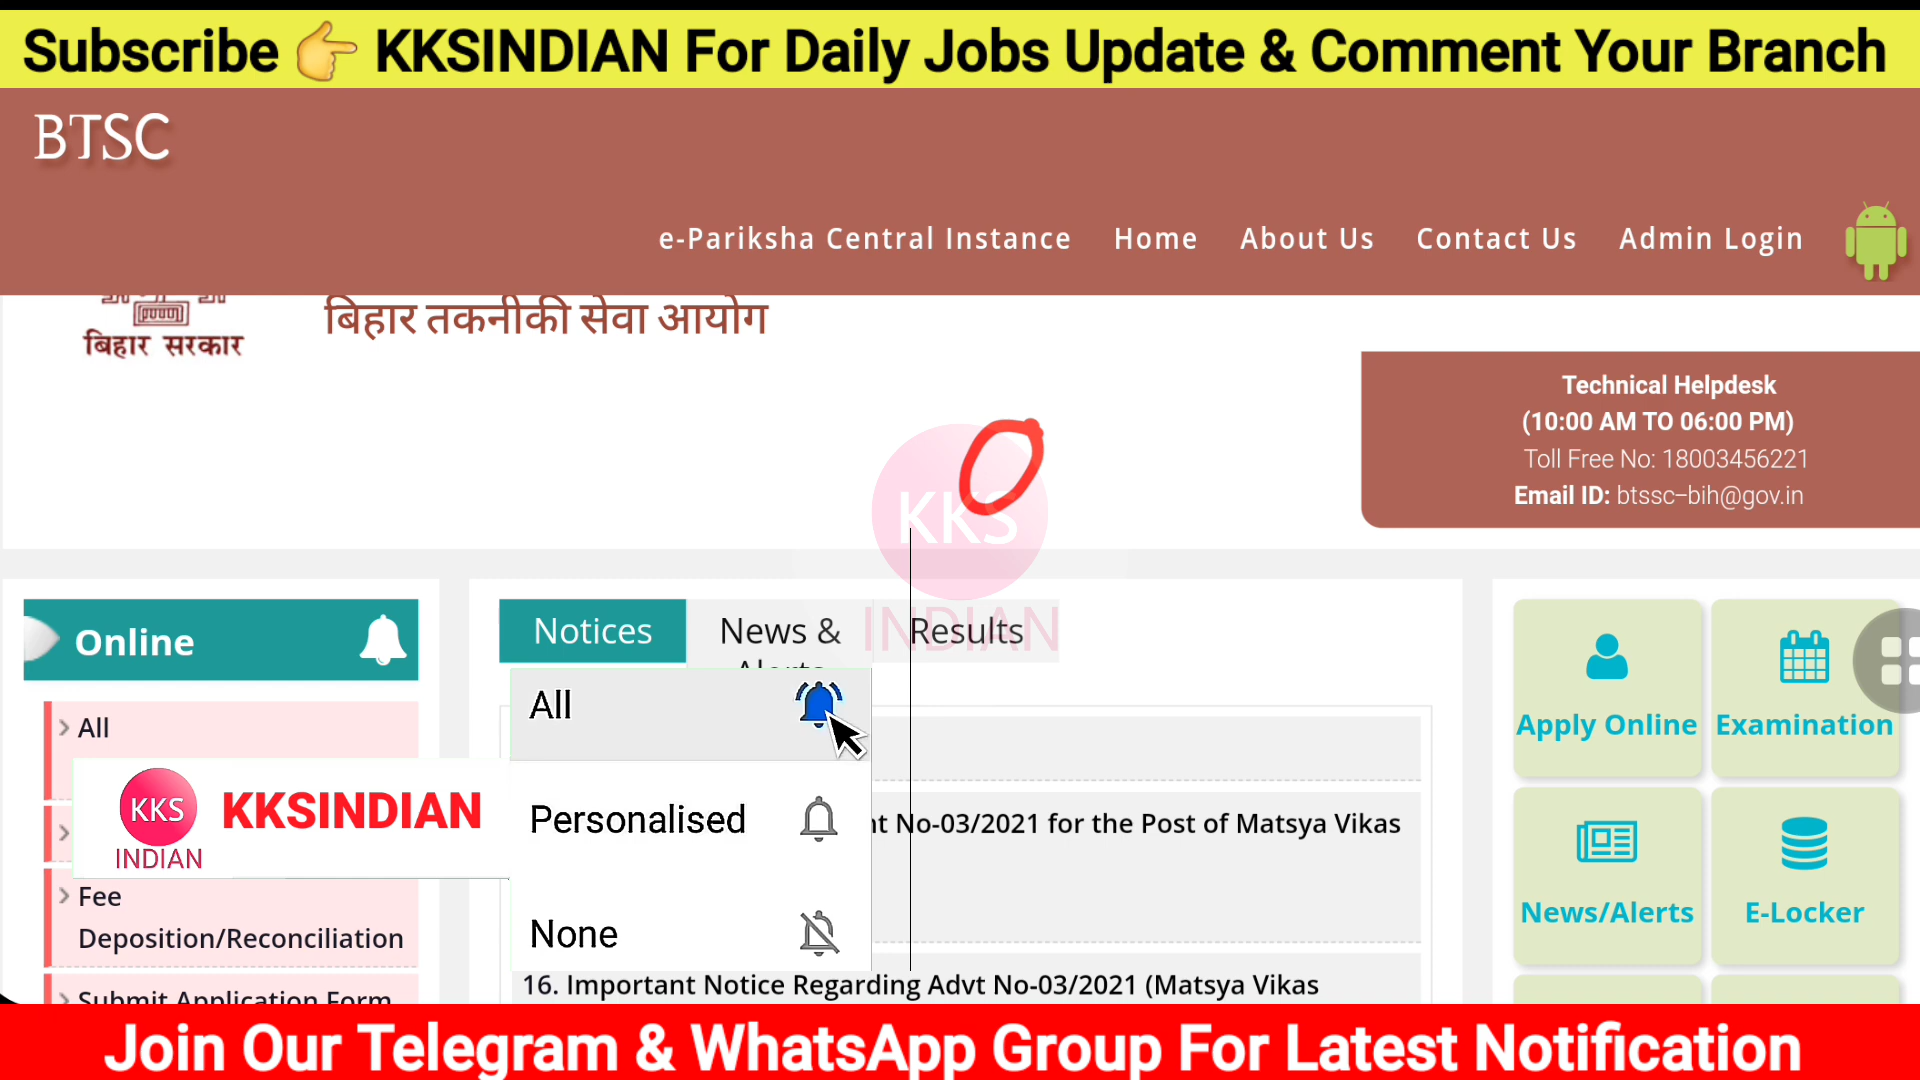 Subscribe 👉 KKSINDIAN For Daily Jobs Update & Comment Your Branch
BTSC
e-Pariksha Central Instance Home About Us Contact Us Admin Login
बिहार सरकार
बिहार तकनीकी सेवा आयोग
Technical Helpdesk
(10:00 AM TO 06:00 PM)
Toll Free No: 18003456221
Email ID: btssc-bih@gov.in
KKS
INDIAN
Online
All
Fee
Deposition/Reconciliation
Submit Application Form
KKS
INDIAN
KKSINDIAN
Notices
News &
Alerts
Results
All
Personalised
None
No-03/2021 for the Post of Matsya Vikas
16. Important Notice Regarding Advt No-03/2021 (Matsya Vikas
Apply Online
Examination
News/Alerts
E-Locker
Join Our Telegram & WhatsApp Group For Latest Notification